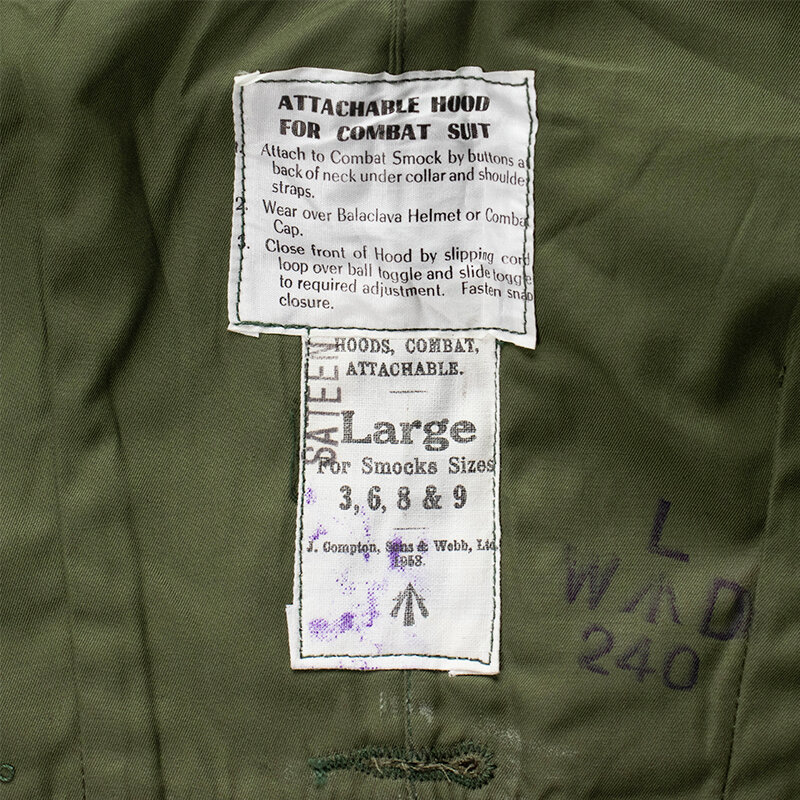 ATTACHABLE HOOD
FOR COMBAT SUIT
1. Attach to Combat Smock by buttons at
back of neck under collar and shoulder
straps.
2. Wear over Balaclava Helmet or Combat
Cap.
3. Close front of Hood by slipping cord
loop over ball toggle and slide toggle
to required adjustment. Fasten snap
closure.
HOODS, COMBAT,
ATTACHABLE.
SATEEN
Large
For Smocks Sizes
3, 6, 8 & 9
J. Compton, Sons & Webb, Ltd.
1953.
L
W D
240